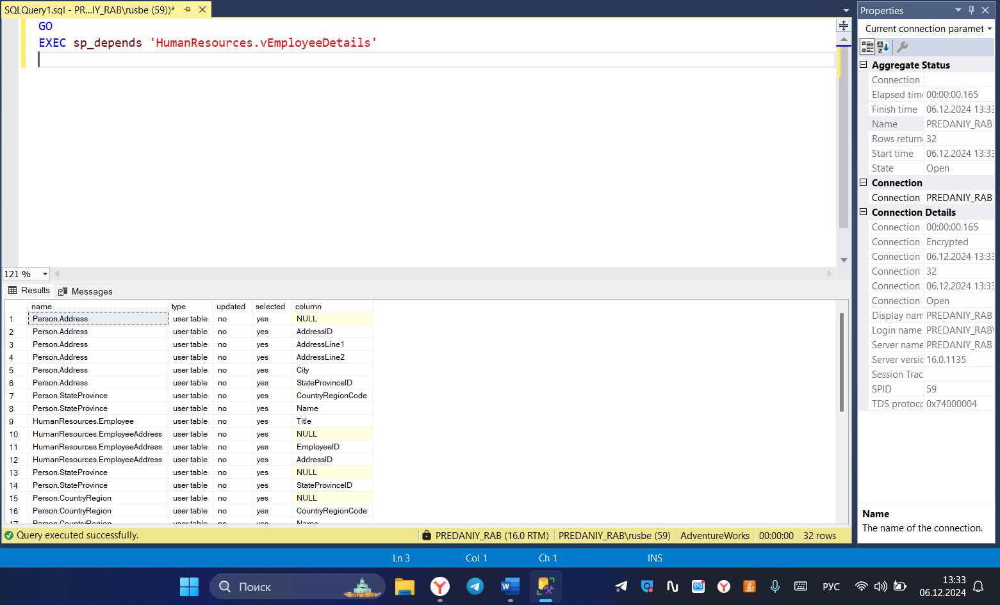 SQLQuery1.sql - PR...IY_RAB\rusbe (59))*
GO
EXEC sp_depends 'HumanResources.vEmployeeDetails'
121 %
Results
Messages
name type updated selected column
1 Person.Address user table no yes NULL
2 Person.Address user table no yes AddressID
3 Person.Address user table no yes AddressLine1
4 Person.Address user table no yes AddressLine2
5 Person.Address user table no yes City
6 Person.Address user table no yes StateProvinceID
7 Person.StateProvince user table no yes CountryRegionCode
8 Person.StateProvince user table no yes Name
9 HumanResources.Employee user table no yes Title
10 HumanResources.EmployeeAddress user table no yes NULL
11 HumanResources.EmployeeAddress user table no yes EmployeeID
12 HumanResources.EmployeeAddress user table no yes AddressID
13 Person.StateProvince user table no yes NULL
14 Person.StateProvince user table no yes StateProvinceID
15 Person.CountryRegion user table no yes NULL
16 Person.CountryRegion user table no yes CountryRegionCode
17 Person.CountryRegion user table no yes Name
Query executed successfully.
PREDANIY_RAB (16.0 RTM)
PREDANIY_RAB\rusbe (59)
AdventureWorks
00:00:00
32 rows
Properties
Current connection paramet
Aggregate Status
Connection
Elapsed time 00:00:00.165
Finish time 06.12.2024 13:33
Name PREDANIY_RAB
Rows returne 32
Start time 06.12.2024 13:33
State Open
Connection
Connection PREDANIY_RAB
Connection Details
Connection 00:00:00.165
Connection Encrypted
Connection 06.12.2024 13:33
Connection 32
Connection 06.12.2024 13:33
Connection Open
Display nam PREDANIY_RAB
Login name PREDANIY_RAB\
Server name PREDANIY_RAB
Server versic 16.0.1135
Session Trac
SPID 59
TDS protocc 0x74000004
Name
The name of the connection.
Ln 3
Col 1
Ch 1
INS
Поиск
РУС
13:33
06.12.2024